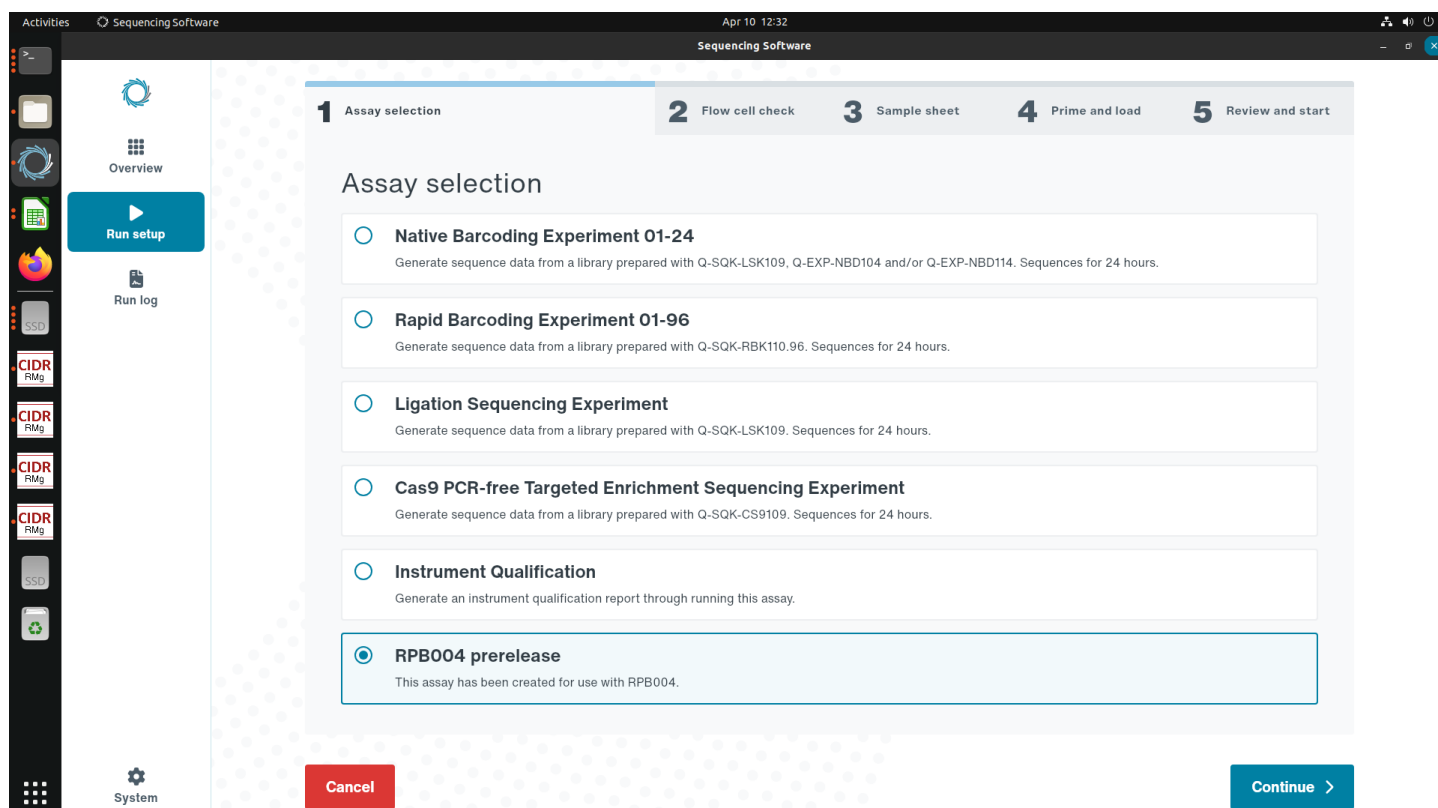 Activities
Sequencing Software
Apr 10 12:32
Sequencing Software
>_
SSD
CIDR
RMg
CIDR
RMg
CIDR
RMg
CIDR
RMg
SSD
Overview
Run setup
Run log
System
1 Assay selection
2 Flow cell check
3 Sample sheet
4 Prime and load
5 Review and start
Assay selection
Native Barcoding Experiment 01-24
Generate sequence data from a library prepared with Q-SQK-LSK109, Q-EXP-NBD104 and/or Q-EXP-NBD114. Sequences for 24 hours.
Rapid Barcoding Experiment 01-96
Generate sequence data from a library prepared with Q-SQK-RBK110.96. Sequences for 24 hours.
Ligation Sequencing Experiment
Generate sequence data from a library prepared with Q-SQK-LSK109. Sequences for 24 hours.
Cas9 PCR-free Targeted Enrichment Sequencing Experiment
Generate sequence data from a library prepared with Q-SQK-CS9109. Sequences for 24 hours.
Instrument Qualification
Generate an instrument qualification report through running this assay.
RPB004 prerelease
This assay has been created for use with RPB004.
Cancel
Continue